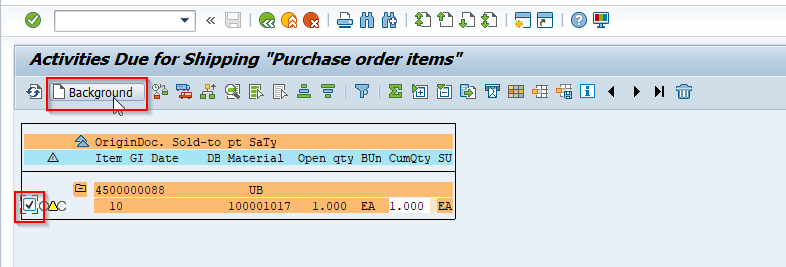 Activities Due for Shipping "Purchase order items"
Background
OriginDoc. Sold-to pt SaTy
Item GI Date DB Material Open qty BUn CumQty SU
4500000088 UB
10 100001017 1.000 EA 1.000 EA